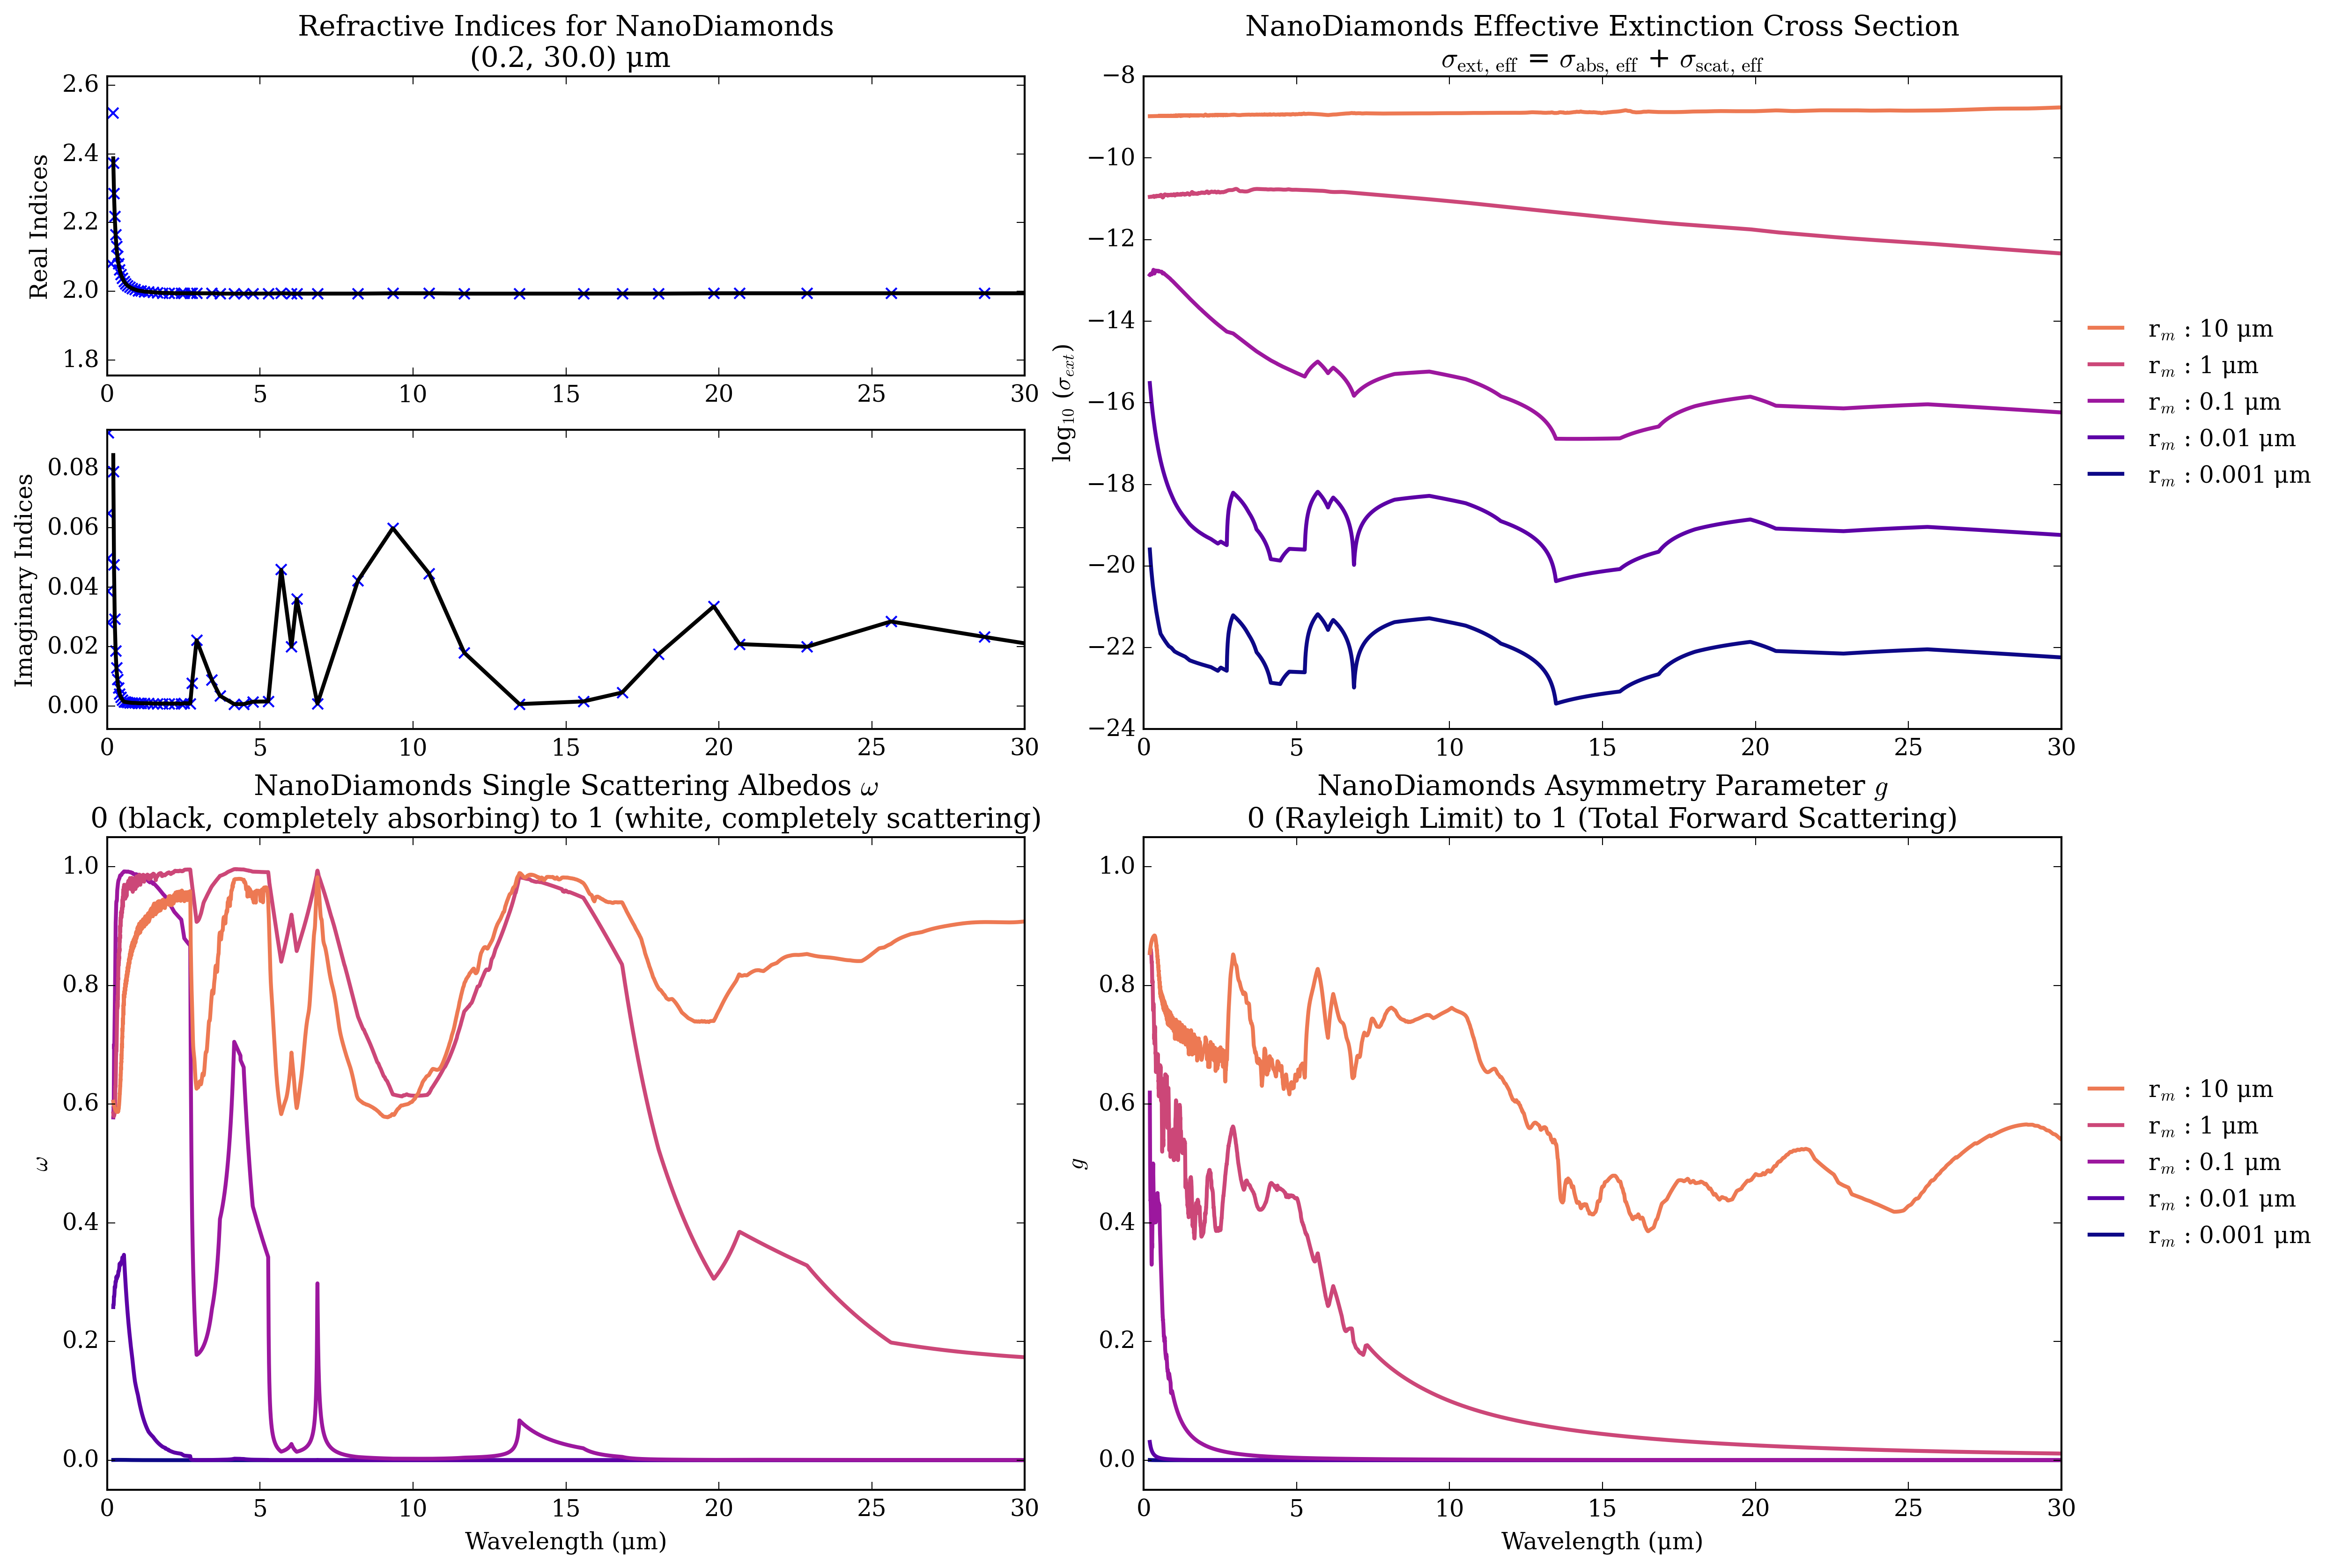 Refractive Indices for NanoDiamonds
(0.2, 30.0) μm
2.6
2.4
2.2
2.0
1.8
Real Indices
0 5 10 15 20 25 30
0.08
0.06
0.04
0.02
0.00
Imaginary Indices
0 5 10 15 20 25 30
NanoDiamonds Effective Extinction Cross Section
σext, eff = σabs, eff + σscat, eff
−8
−10
−12
−14
−16
−18
−20
−22
−24
log10 (σext)
0 5 10 15 20 25 30
rm : 10 μm
rm : 1 μm
rm : 0.1 μm
rm : 0.01 μm
rm : 0.001 μm
NanoDiamonds Single Scattering Albedos ω
0 (black, completely absorbing) to 1 (white, completely scattering)
1.0
0.8
0.6
0.4
0.2
0.0
ω
0 5 10 15 20 25 30
Wavelength (μm)
NanoDiamonds Asymmetry Parameter g
0 (Rayleigh Limit) to 1 (Total Forward Scattering)
1.0
0.8
0.6
0.4
0.2
0.0
g
0 5 10 15 20 25 30
Wavelength (μm)
rm : 10 μm
rm : 1 μm
rm : 0.1 μm
rm : 0.01 μm
rm : 0.001 μm